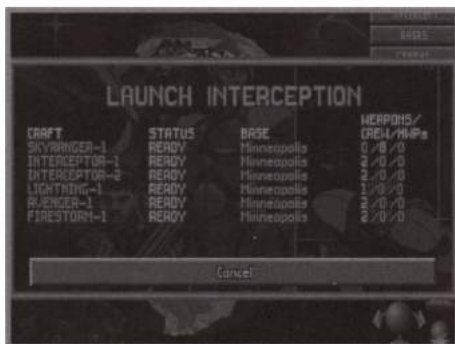 BASES
LAUNCH INTERCEPTION
WEAPONS/
CRAFT STATUS BASE CREW/HWPs
SKYRANGER-1 READY Minneapolis 0/8/0
INTERCEPTOR-1 READY Minneapolis 2/0/0
INTERCEPTOR-2 READY Minneapolis 2/0/0
LIGHTNING-1 READY Minneapolis 1/0/0
AVENGER-1 READY Minneapolis 2/0/0
FIRESTORM-1 READY Minneapolis 2/0/0
Cancel